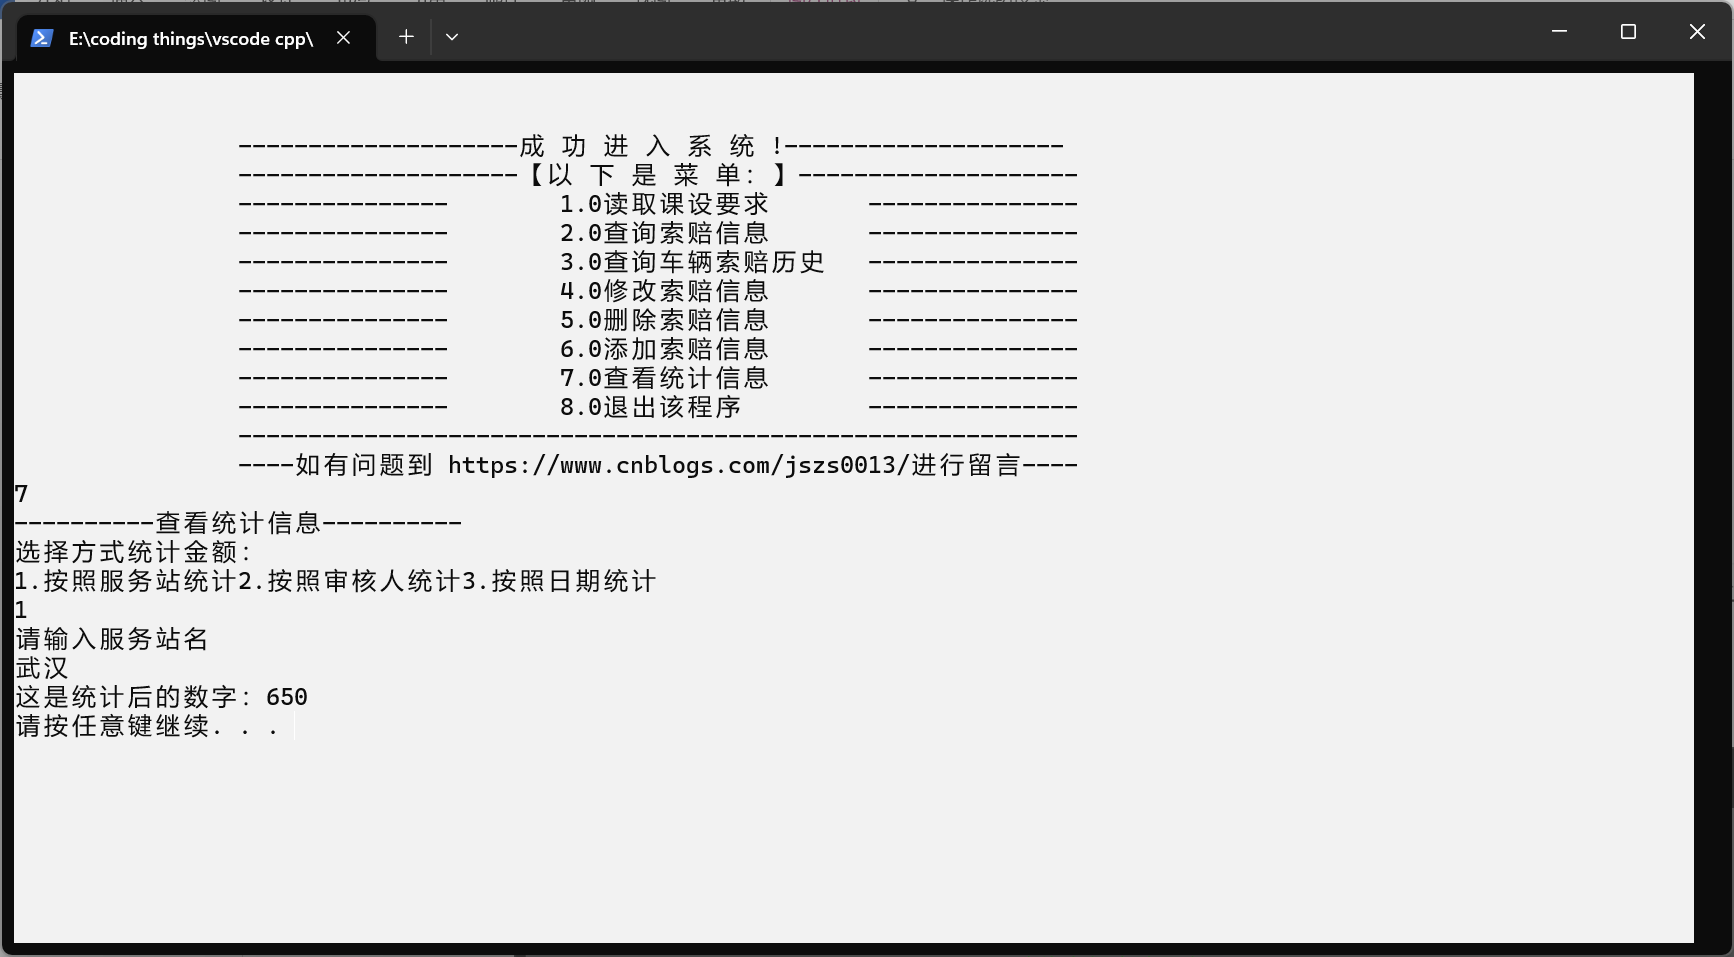 E:\coding things\vscode cpp\
--------------------成 功 进 入 系 统 !--------------------
--------------------【以 下 是 菜 单: 】--------------------
---------------        1.0读取课设要求       ---------------
---------------        2.0查询索赔信息       ---------------
---------------        3.0查询车辆索赔历史   ---------------
---------------        4.0修改索赔信息       ---------------
---------------        5.0删除索赔信息       ---------------
---------------        6.0添加索赔信息       ---------------
---------------        7.0查看统计信息       ---------------
---------------        8.0退出该程序         ---------------
------------------------------------------------------------
----如有问题到 https://www.cnblogs.com/jszs0013/进行留言----
7
----------查看统计信息----------
选择方式统计金额:
1.按照服务站统计2.按照审核人统计3.按照日期统计
1
请输入服务站名
武汉
这是统计后的数字: 650
请按任意键继续. . .